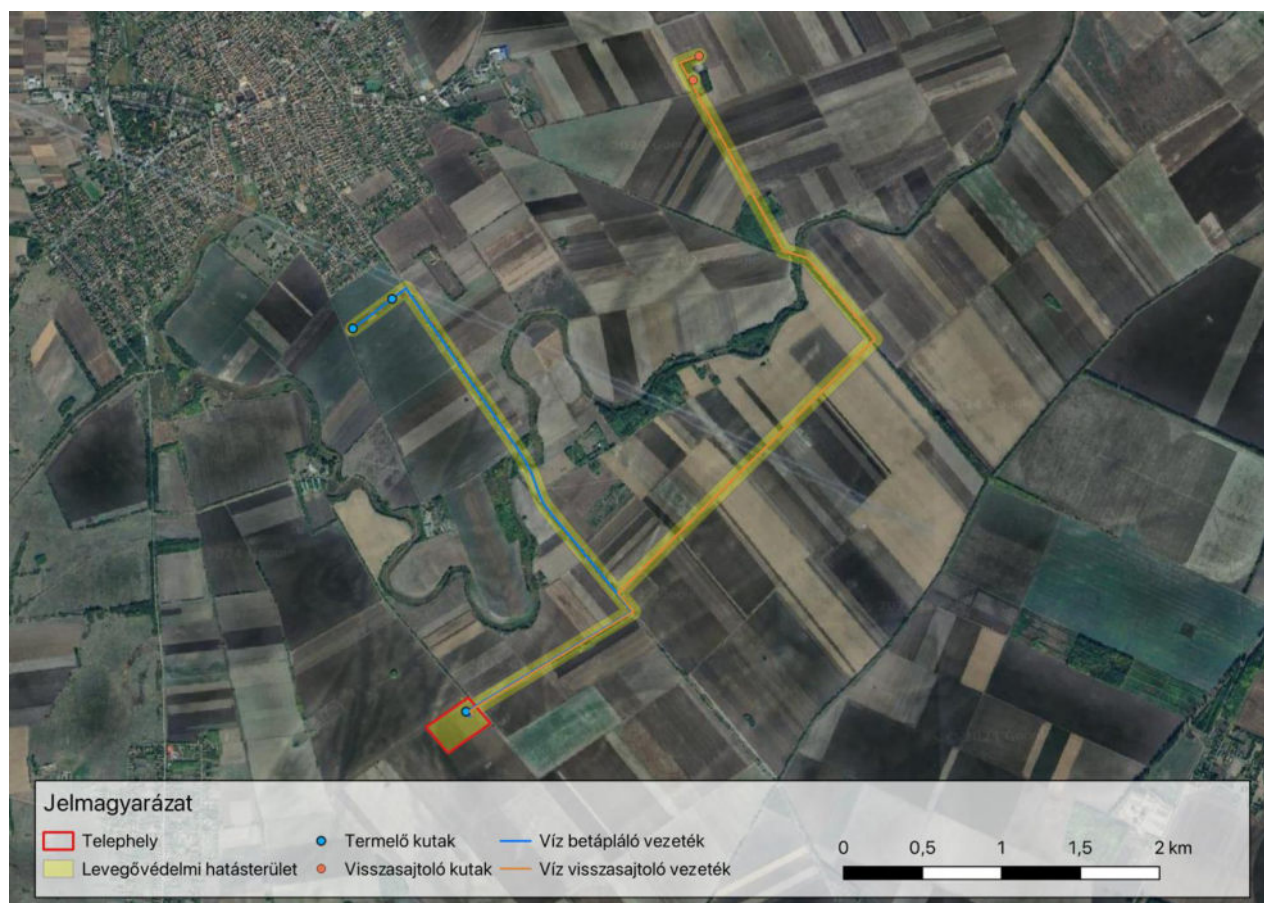 Jelmagyarázat
Telephely
Termelő kutak
Víz betápláló vezeték
Levegővédelmi hatásterület
Visszasajtoló kutak
Víz visszasajtoló vezeték
0 0,5 1 1,5 2 km